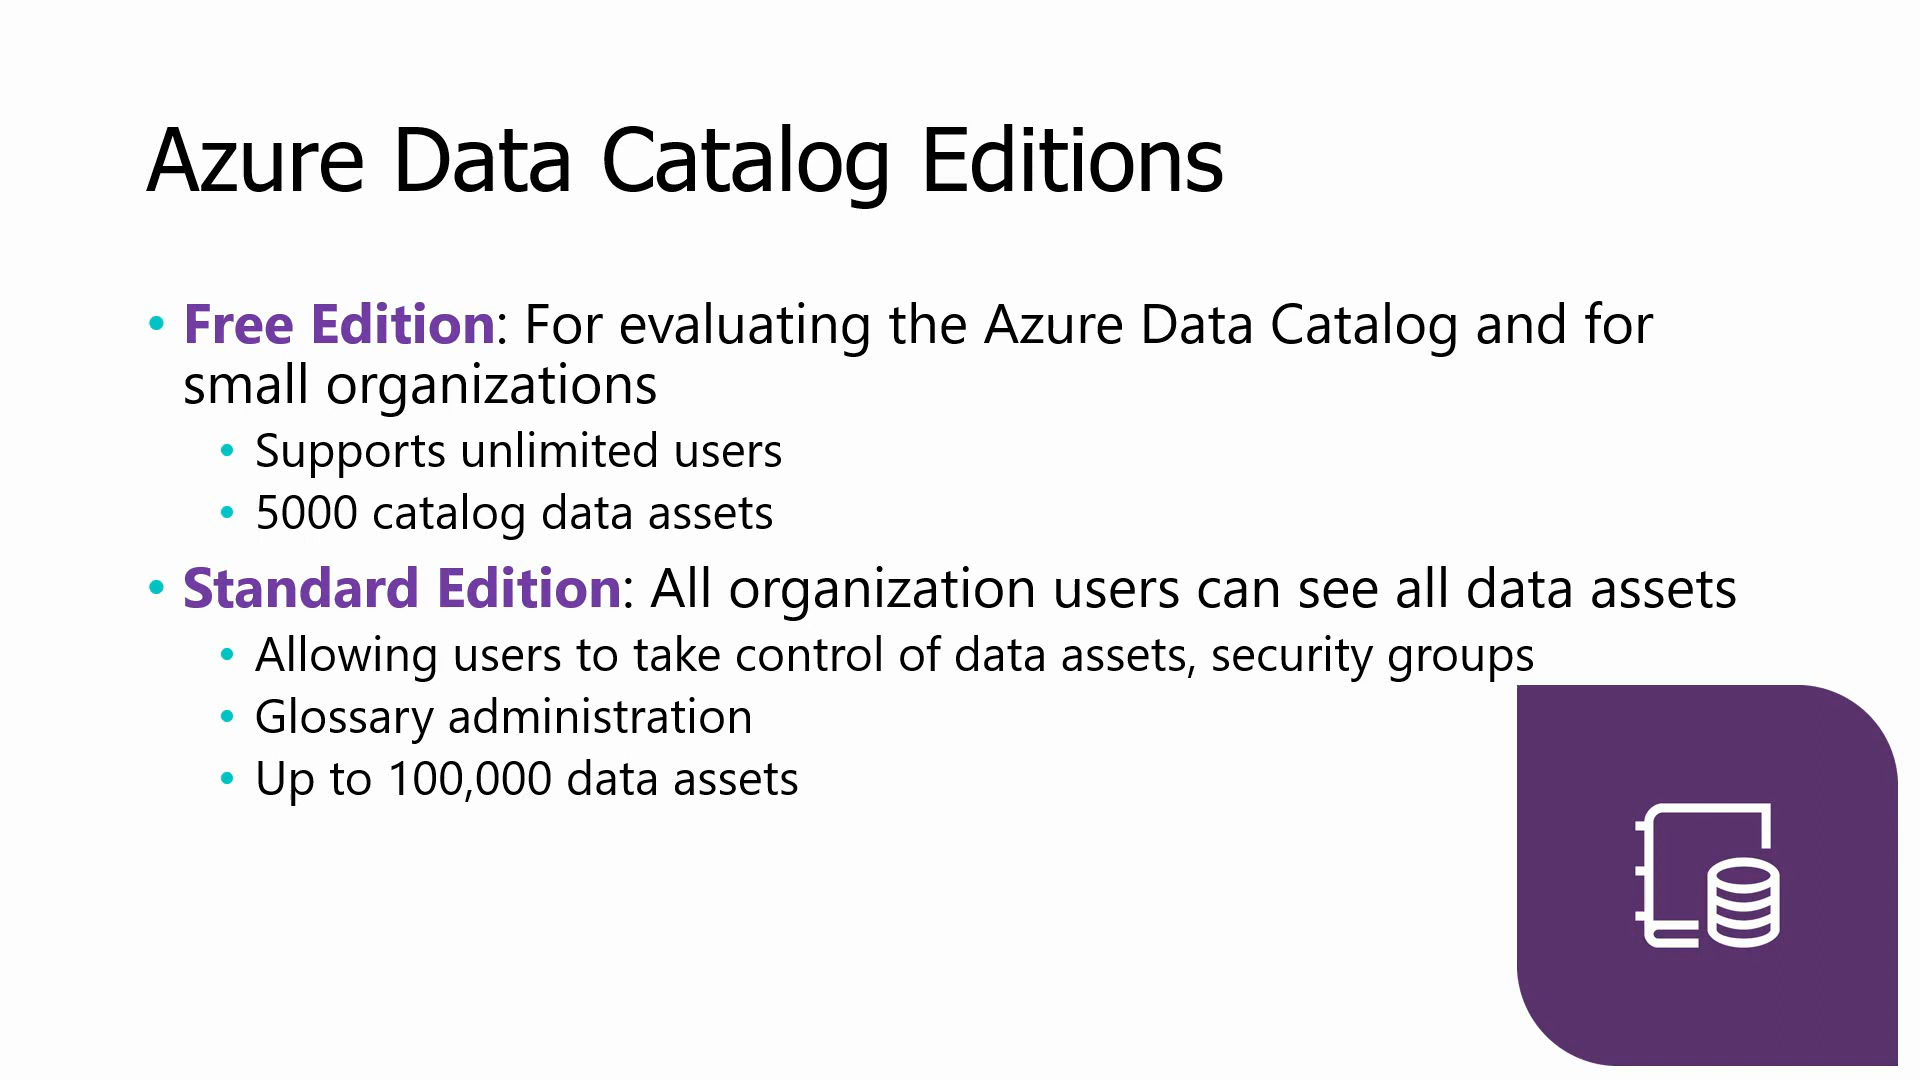 Azure Data Catalog Editions
• Free Edition: For evaluating the Azure Data Catalog and for
small organizations
• Supports unlimited users
• 5000 catalog data assets
• Standard Edition: All organization users can see all data assets
• Allowing users to take control of data assets, security groups
• Glossary administration
• Up to 100,000 data assets